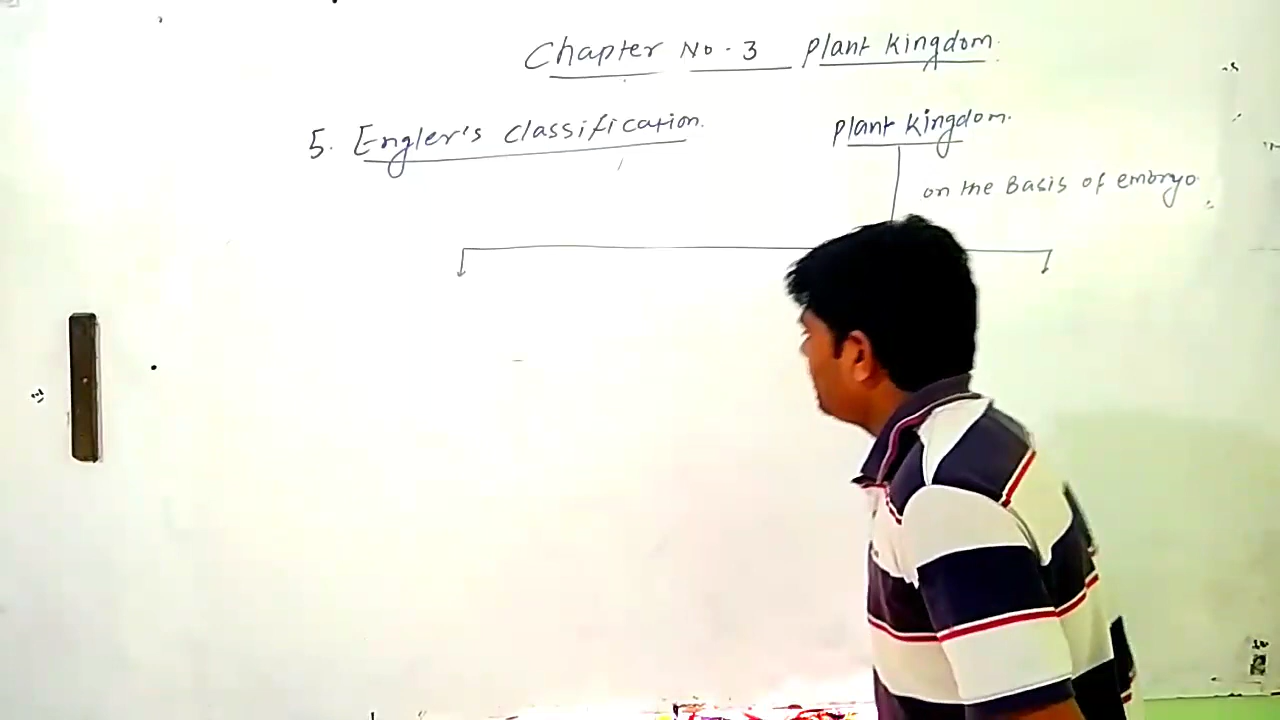 Chapter No. 3 Plant Kingdom.
5. Engler's classification.
Plant Kingdom.
on the Basis of embryo.